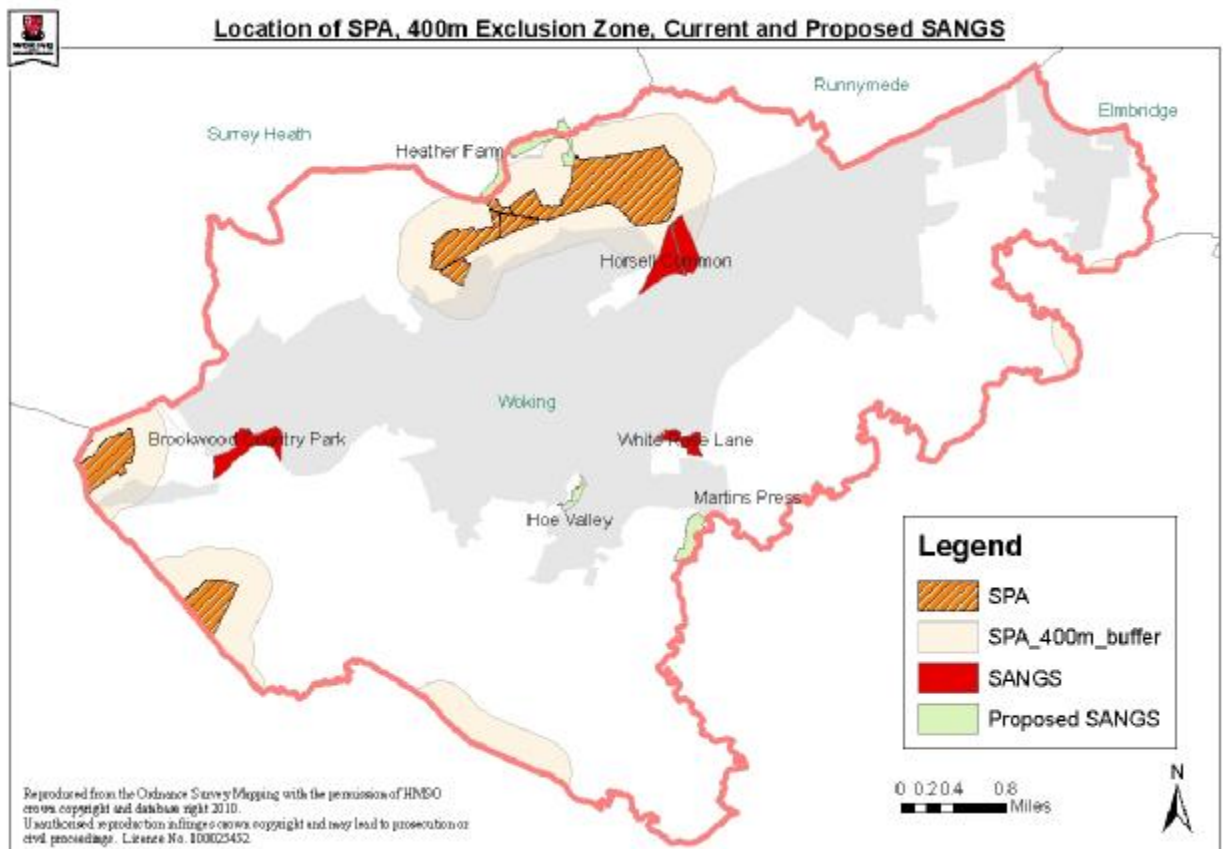 Location of SPA, 400m Exclusion Zone, Current and Proposed SANGS
WOKING
Runnymede
Elmbridge
Surrey Heath
Heather Farm
Horsell Common
Woking
Brookwood Country Park
White Rose Lane
Martins Press
Hoe Valley
Legend
SPA
SPA_400m_buffer
SANGS
Proposed SANGS
N
0 0.20.4 0.8
Miles
Reproduced from the Ordnance Survey Mapping with the permission of HMSO
crown copyright and database right 2010.
Unauthorised reproduction infringes crown copyright and may lead to prosecution or
civil proceedings. Licence No. 100025452.